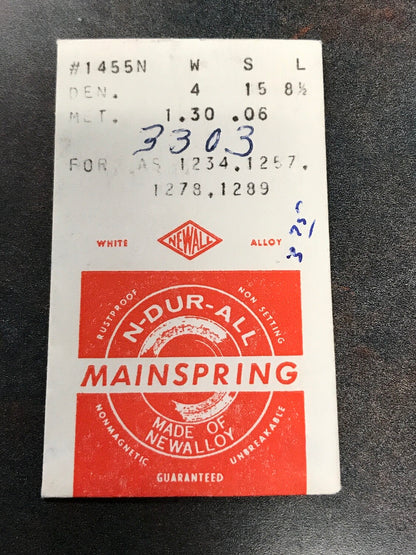 #1455N W S L
DEN. 4 15 8½
MET. 1.30 .06
3303
FOR AS 1234,1257,
1278,1289
WHITE NEWALL ALLOY
RUSTPROOF NON SETTING
N-DUR-ALL
MAINSPRING
MADE OF
NEWALLOY
NONMAGNETIC UNBREAKABLE
GUARANTEED